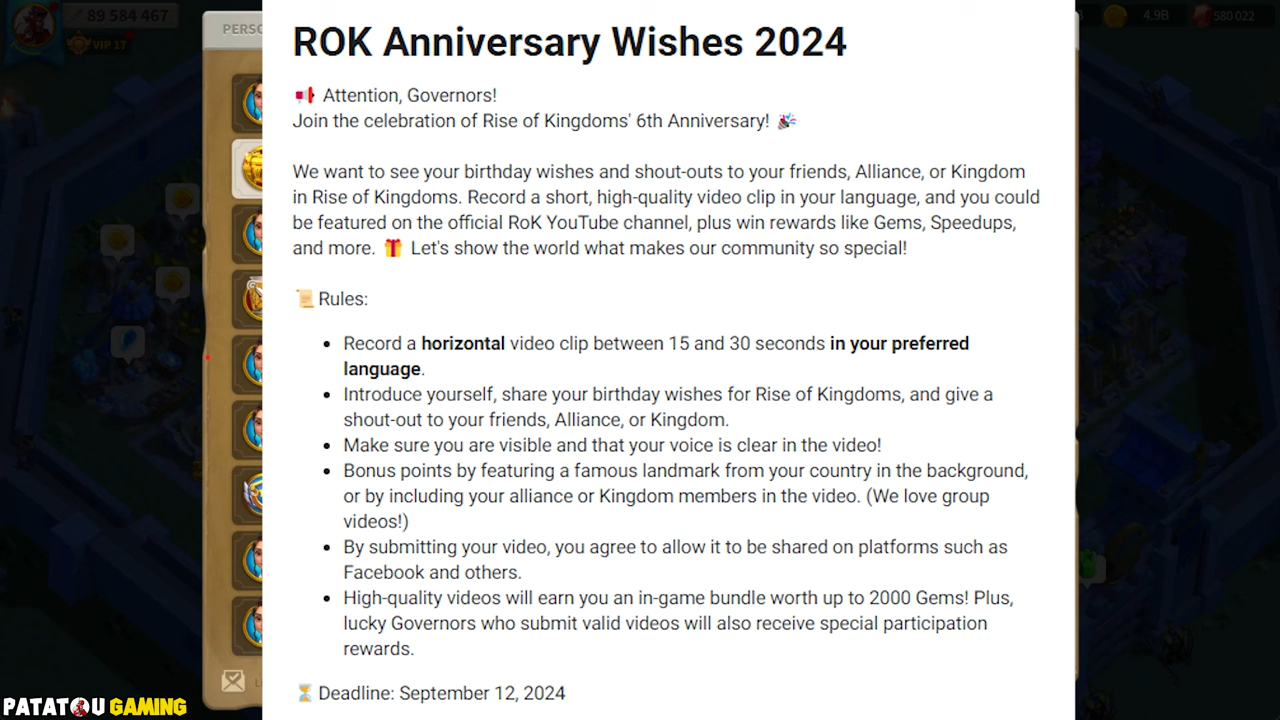 89 584 467
VIP 17
4.9B
580 022
ROK Anniversary Wishes 2024
Attention, Governors!
Join the celebration of Rise of Kingdoms' 6th Anniversary!
We want to see your birthday wishes and shout-outs to your friends, Alliance, or Kingdom
in Rise of Kingdoms. Record a short, high-quality video clip in your language, and you could
be featured on the official RoK YouTube channel, plus win rewards like Gems, Speedups,
and more. 🎁 Let's show the world what makes our community so special!
Rules:
• Record a horizontal video clip between 15 and 30 seconds in your preferred
language.
• Introduce yourself, share your birthday wishes for Rise of Kingdoms, and give a
shout-out to your friends, Alliance, or Kingdom.
• Make sure you are visible and that your voice is clear in the video!
• Bonus points by featuring a famous landmark from your country in the background,
or by including your alliance or Kingdom members in the video. (We love group
videos!)
• By submitting your video, you agree to allow it to be shared on platforms such as
Facebook and others.
• High-quality videos will earn you an in-game bundle worth up to 2000 Gems! Plus,
lucky Governors who submit valid videos will also receive special participation
rewards.
Deadline: September 12, 2024
PATATOU GAMING